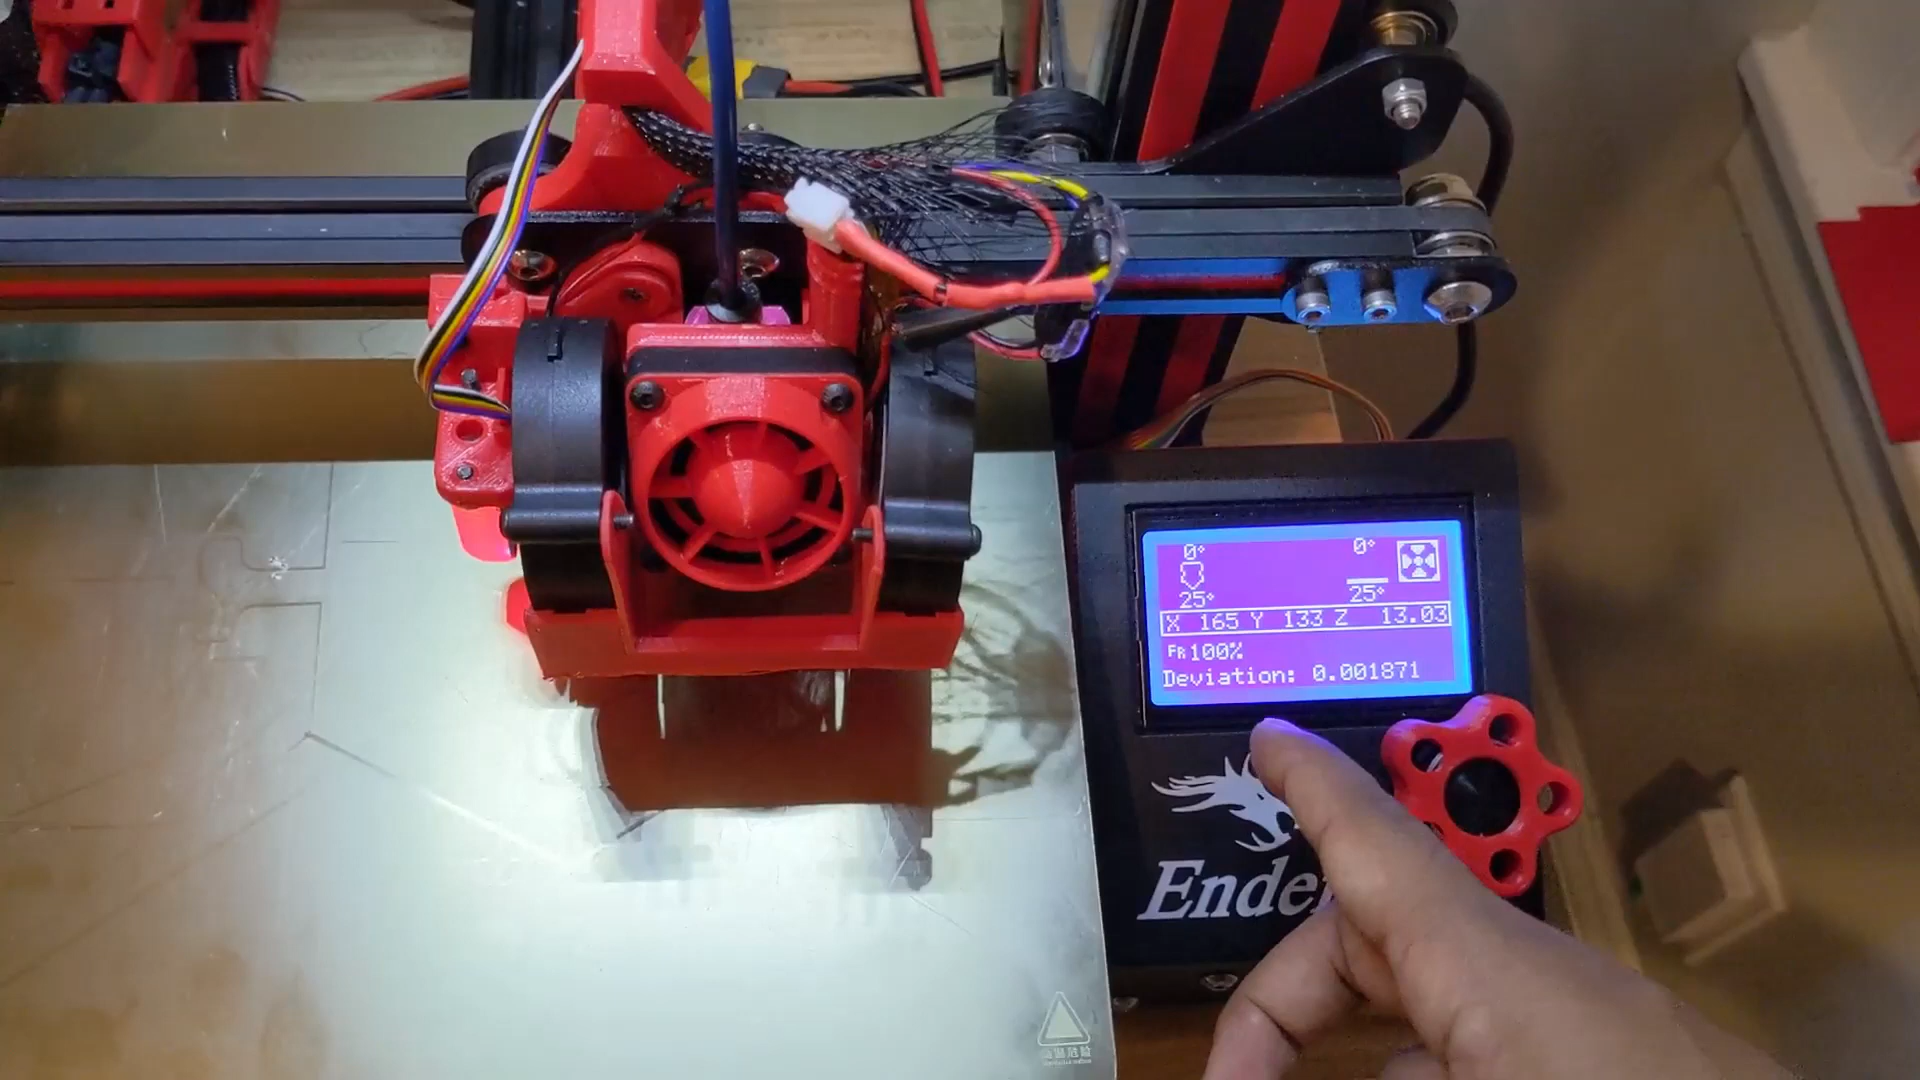 0° 0°
25° 25°
X 165 Y 133 Z 13.03
FR100%
Deviation: 0.001871
Ende